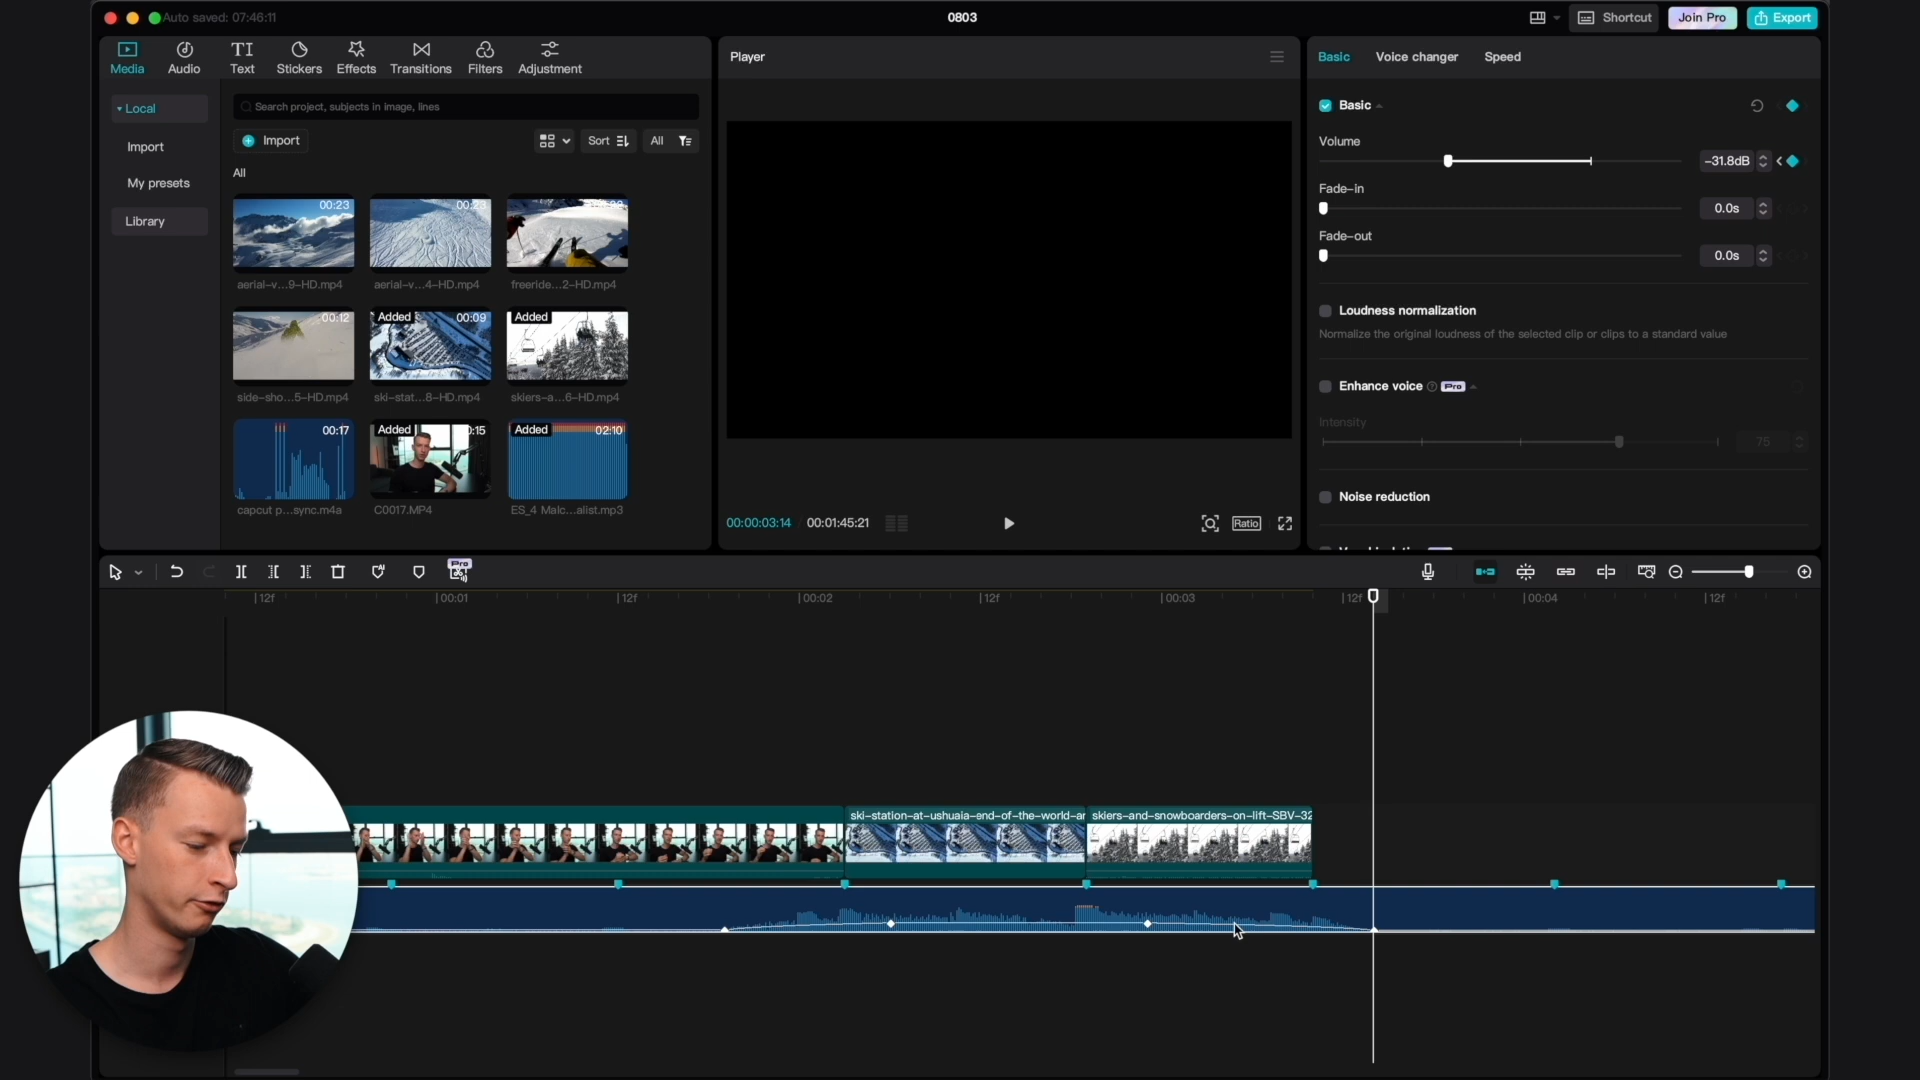 Auto saved: 07:46:11
0803
Shortcut
Join Pro
Export
Media
Audio
TI
Text
Stickers
Effects
Transitions
Filters
Adjustment
Local
Import
My presets
Library
Search project, subjects in image, lines
Import
Sort
All
All
00:23
aerial-v...9-HD.mp4
00:23
aerial-v...4-HD.mp4
freeride...2-HD.mp4
00:12
side-sho...5-HD.mp4
Added
00:09
ski-stat...8-HD.mp4
Added
skiers-a...6-HD.mp4
00:17
capcut p...sync.m4a
Added
0:15
C0017.MP4
Added
02:10
ES_4 Malc...alist.mp3
Player
00:00:03:14
00:01:45:21
Ratio
Basic
Voice changer
Speed
Basic
Volume
-31.8dB
Fade-in
0.0s
Fade-out
0.0s
Loudness normalization
Normalize the original loudness of the selected clip or clips to a standard value
Enhance voice
Pro
Intensity
75
Noise reduction
Pro
12f
00:01
12f
00:02
12f
00:03
12f
00:04
12f
ski-station-at-ushuaia-end-of-the-world-ar
skiers-and-snowboarders-on-lift-SBV-32